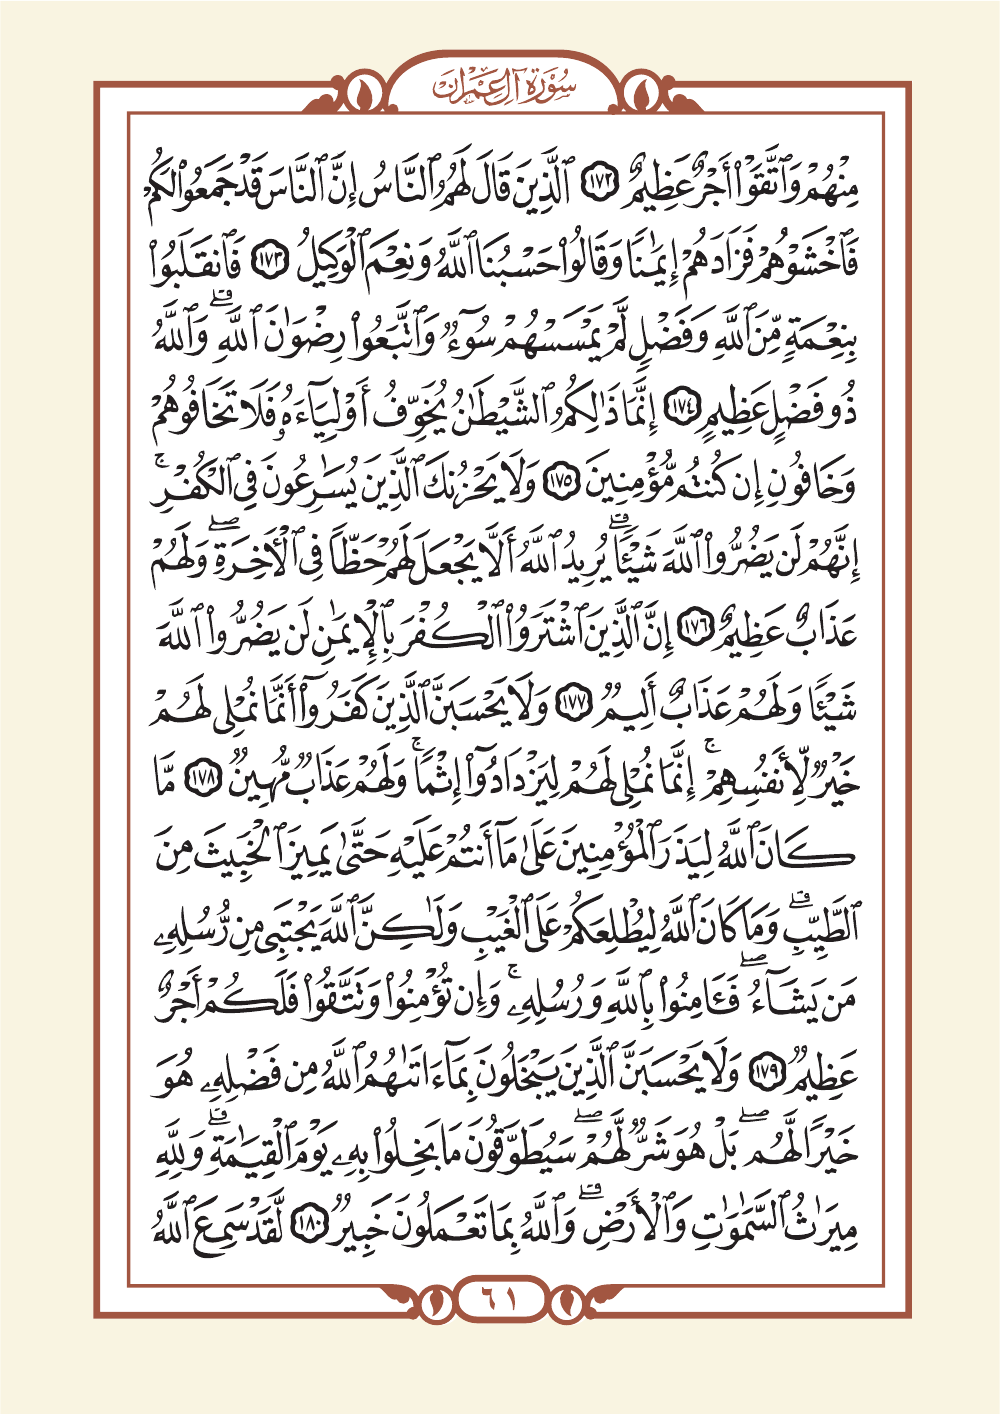 سُورَةُ آلِ عِمْرَانَ
مِنْهُمْ وَٱتَّقَوْا۟ أَجْرٌ عَظِيمٌ ١٧٢ ٱلَّذِينَ قَالَ لَهُمُ ٱلنَّاسُ إِنَّ ٱلنَّاسَ قَدْ جَمَعُوا۟ لَكُمْ
فَٱخْشَوْهُمْ فَزَادَهُمْ إِيمَٰنًا وَقَالُوا۟ حَسْبُنَا ٱللَّهُ وَنِعْمَ ٱلْوَكِيلُ ١٧٣ فَٱنقَلَبُوا۟
بِنِعْمَةٍ مِّنَ ٱللَّهِ وَفَضْلٍ لَّمْ يَمْسَسْهُمْ سُوٓءٌ وَٱتَّبَعُوا۟ رِضْوَٰنَ ٱللَّهِ ۗ وَٱللَّهُ
ذُو فَضْلٍ عَظِيمٍ ١٧٤ إِنَّمَا ذَٰلِكُمُ ٱلشَّيْطَٰنُ يُخَوِّفُ أَوْلِيَآءَهُۥ فَلَا تَخَافُوهُمْ
وَخَافُونِ إِن كُنتُم مُّؤْمِنِينَ ١٧٥ وَلَا يَحْزُنكَ ٱلَّذِينَ يُسَٰرِعُونَ فِى ٱلْكُفْرِ ۚ
إِنَّهُمْ لَن يَضُرُّوا۟ ٱللَّهَ شَيْـًٔا ۗ يُرِيدُ ٱللَّهُ أَلَّا يَجْعَلَ لَهُمْ حَظًّا فِى ٱلْـَٔاخِرَةِ ۖ وَلَهُمْ
عَذَابٌ عَظِيمٌ ١٧٦ إِنَّ ٱلَّذِينَ ٱشْتَرَوُا۟ ٱلْكُفْرَ بِٱلْإِيمَٰنِ لَن يَضُرُّوا۟ ٱللَّهَ
شَيْـًٔا وَلَهُمْ عَذَابٌ أَلِيمٌ ١٧٧ وَلَا يَحْسَبَنَّ ٱلَّذِينَ كَفَرُوٓا۟ أَنَّمَا نُمْلِى لَهُمْ
خَيْرٌ لِّأَنفُسِهِمْ ۚ إِنَّمَا نُمْلِى لَهُمْ لِيَزْدَادُوٓا۟ إِثْمًا ۚ وَلَهُمْ عَذَابٌ مُّهِينٌ ١٧٨ مَّا
كَانَ ٱللَّهُ لِيَذَرَ ٱلْمُؤْمِنِينَ عَلَىٰ مَآ أَنتُمْ عَلَيْهِ حَتَّىٰ يَمِيزَ ٱلْخَبِيثَ مِنَ
ٱلطَّيِّبِ ۗ وَمَا كَانَ ٱللَّهُ لِيُطْلِعَكُمْ عَلَى ٱلْغَيْبِ وَلَٰكِنَّ ٱللَّهَ يَجْتَبِى مِن رُّسُلِهِۦ
مَن يَشَآءُ ۖ فَـَٔامِنُوا۟ بِٱللَّهِ وَرُسُلِهِۦ ۚ وَإِن تُؤْمِنُوا۟ وَتَتَّقُوا۟ فَلَكُمْ أَجْرٌ
عَظِيمٌ ١٧٩ وَلَا يَحْسَبَنَّ ٱلَّذِينَ يَبْخَلُونَ بِمَآ ءَاتَىٰهُمُ ٱللَّهُ مِن فَضْلِهِۦ هُوَ
خَيْرًا لَّهُم ۖ بَلْ هُوَ شَرٌّ لَّهُمْ ۖ سَيُطَوَّقُونَ مَا بَخِلُوا۟ بِهِۦ يَوْمَ ٱلْقِيَٰمَةِ ۗ وَلِلَّهِ
مِيرَٰثُ ٱلسَّمَٰوَٰتِ وَٱلْأَرْضِ ۗ وَٱللَّهُ بِمَا تَعْمَلُونَ خَبِيرٌ ١٨٠ لَّقَدْ سَمِعَ ٱللَّهُ
٦١